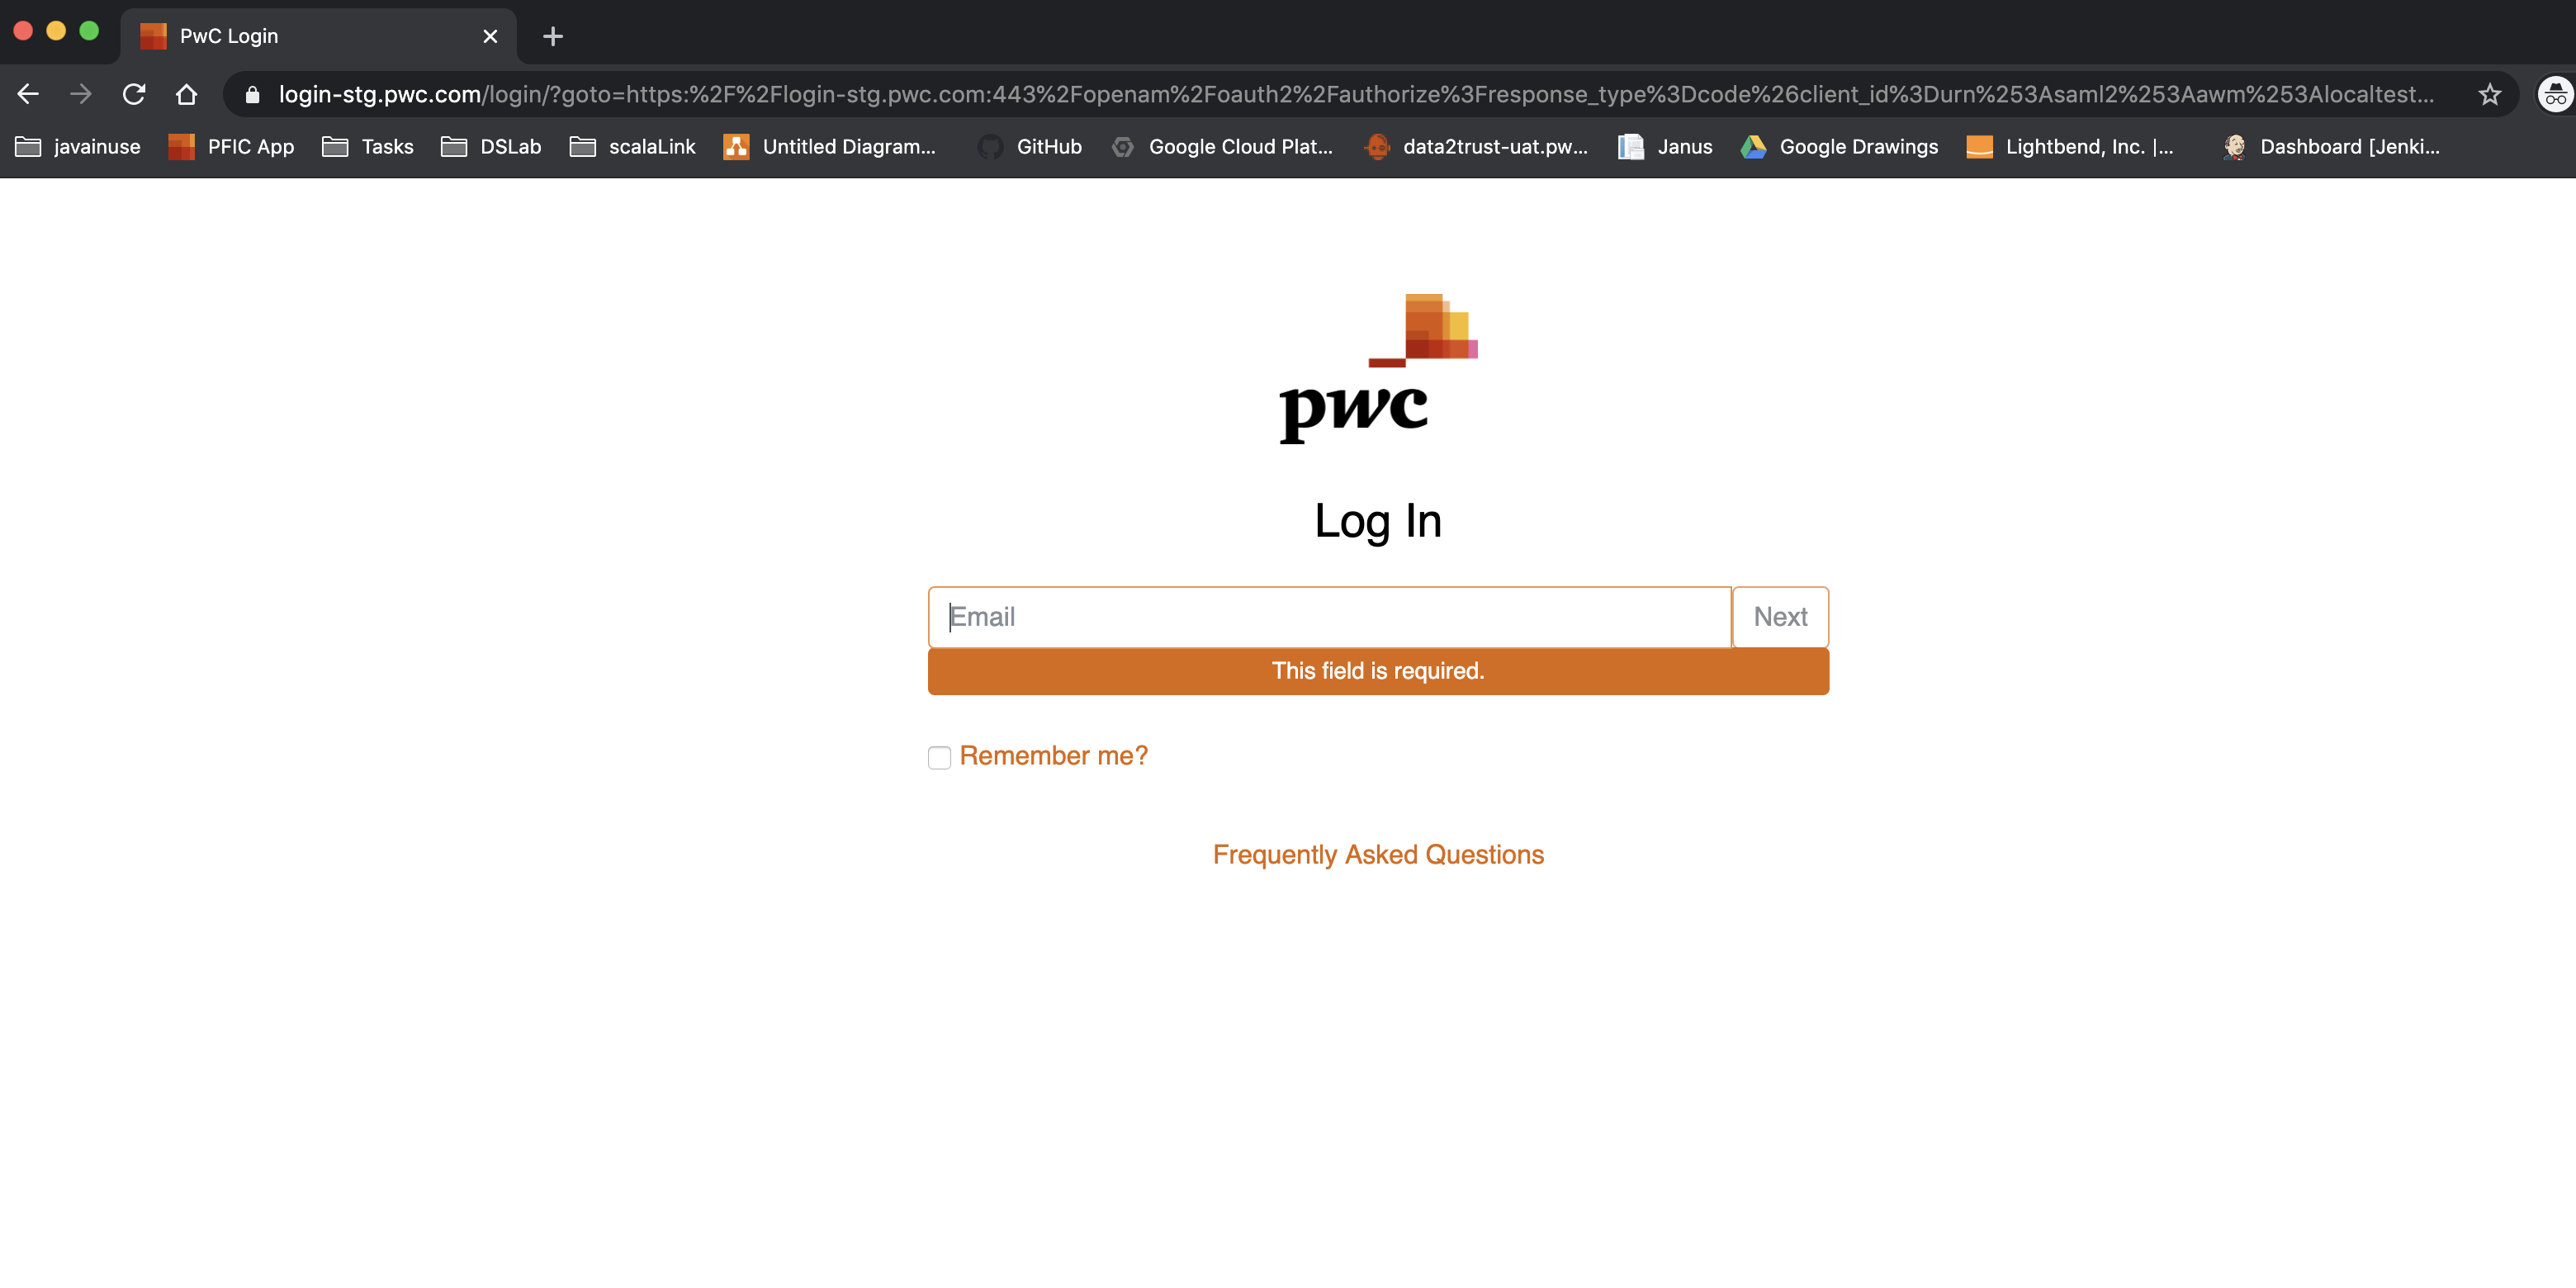 PwC Login
login-stg.pwc.com/login/?goto=https:%2F%2Flogin-stg.pwc.com:443%2Fopenam%2Foauth2%2Fauthorize%3Fresponse_type%3Dcode%26client_id%3Durn%253Asaml2%253Aawm%253Alocaltest...
javainuse PFIC App Tasks DSLab scalaLink Untitled Diagram... GitHub Google Cloud Plat... data2trust-uat.pw... Janus Google Drawings Lightbend, Inc. |... Dashboard [Jenki...
pwc
Log In
Email Next
This field is required.
Remember me?
Frequently Asked Questions